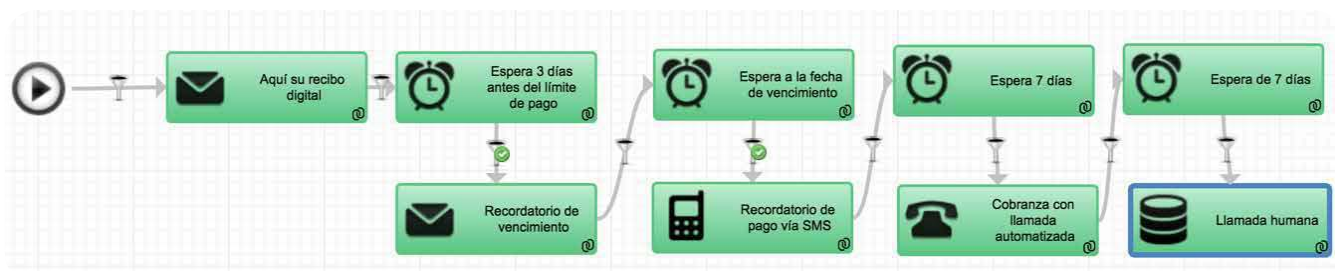 Aquí su recibo
digital
Espera 3 días
antes del límite
de pago
Recordatorio de
vencimiento
Espera a la fecha
de vencimiento
Recordatorio de
pago vía SMS
Espera 7 días
Cobranza con
llamada
automatizada
Espera de 7 días
Llamada humana